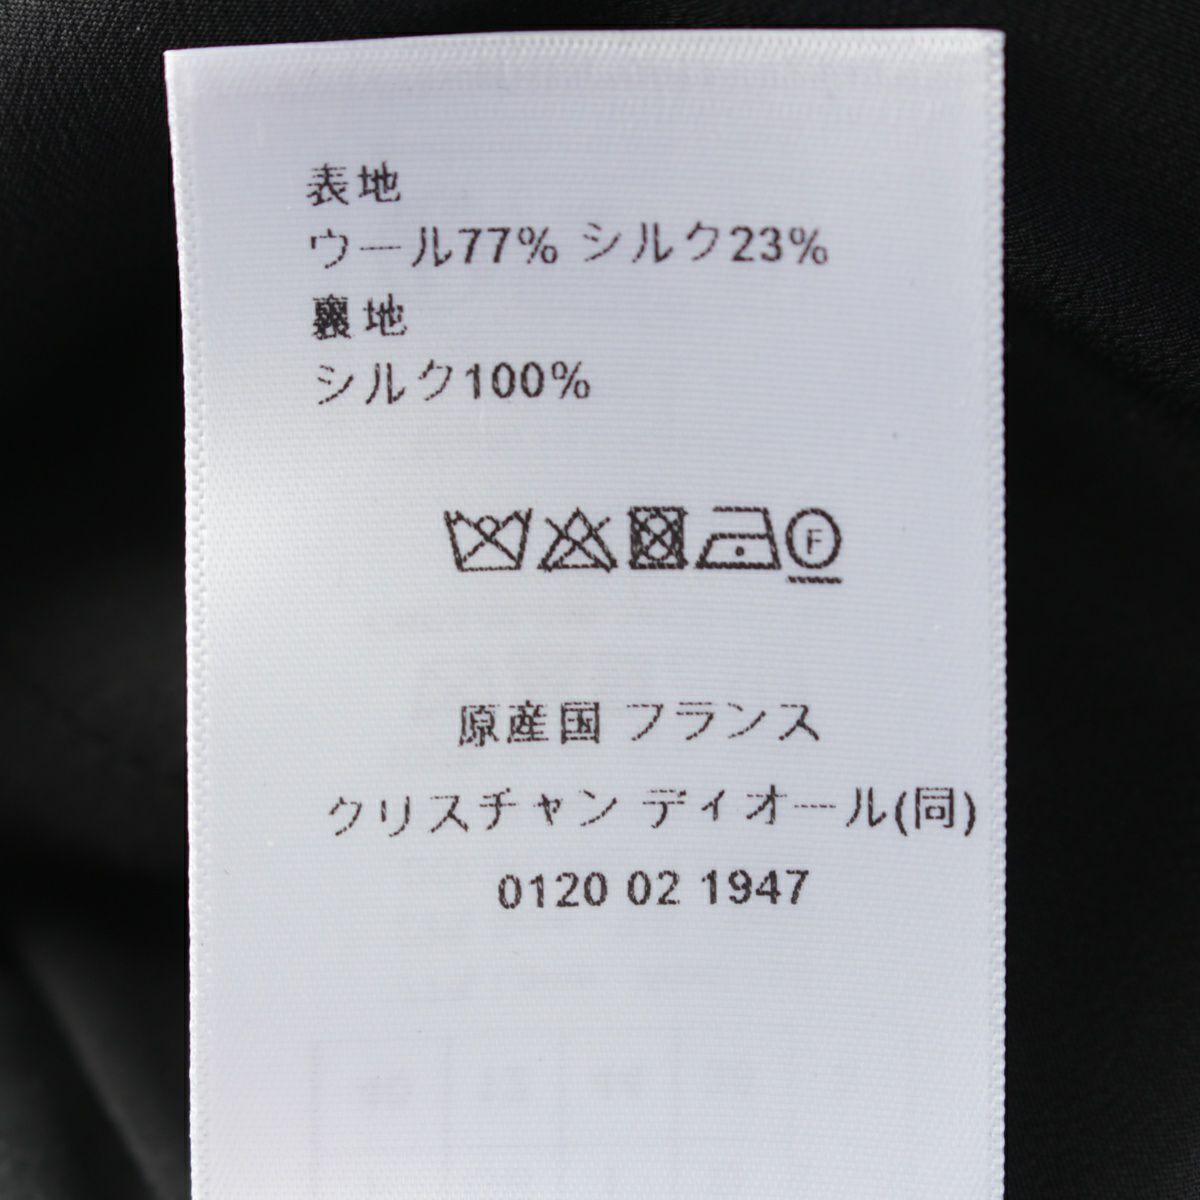 表地
ウール77% シルク23%
裏地
シルク100%
F
原産国 フランス
クリスチャン ディオール(同)
0120 02 1947